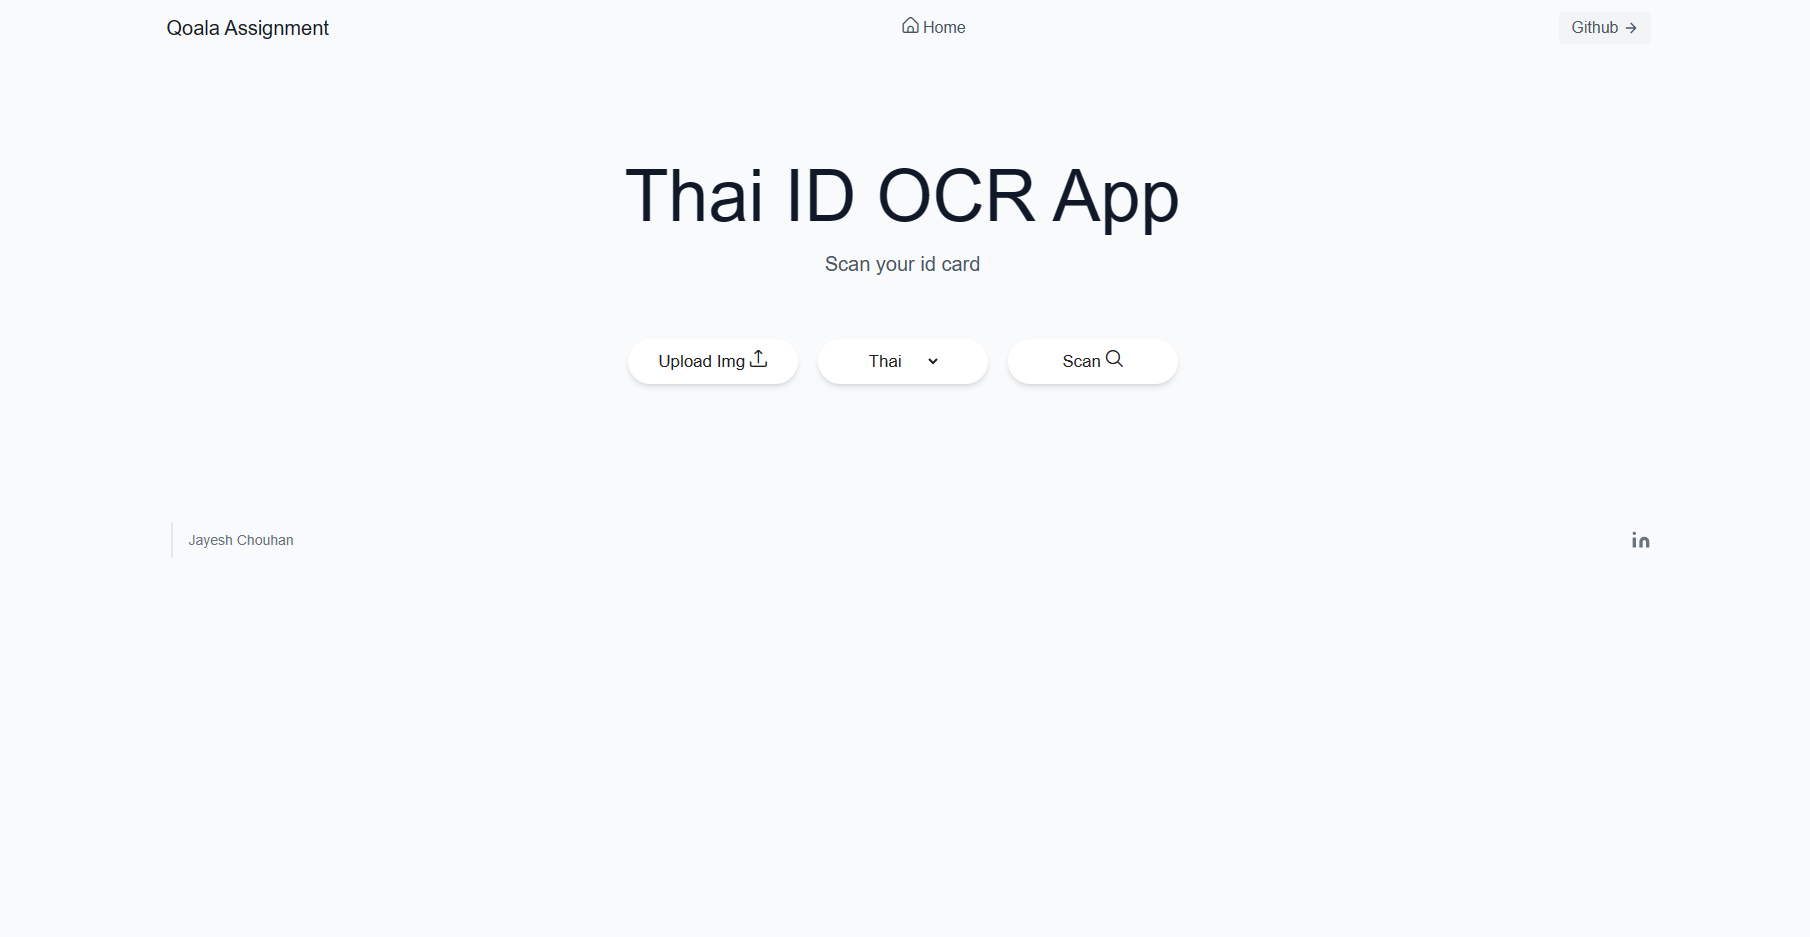 Qoala Assignment
Home
Github →
Thai ID OCR App
Scan your id card
Upload Img
Thai
Scan
Jayesh Chouhan
in